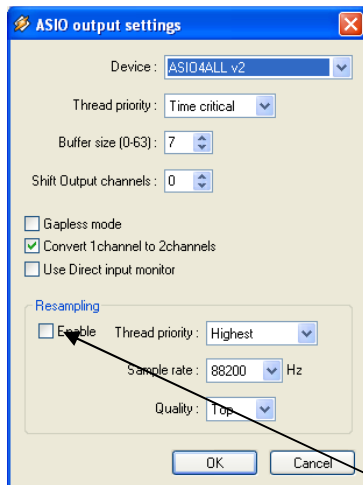 ASIO output settings
Device : ASIO4ALL v2
Thread priority : Time critical
Buffer size (0-63) : 7
Shift Output channels : 0
Gapless mode
Convert 1channel to 2channels
Use Direct input monitor
Resampling
Enable Thread priority : Highest
Sample rate : 88200 Hz
Quality : Top
OK Cancel